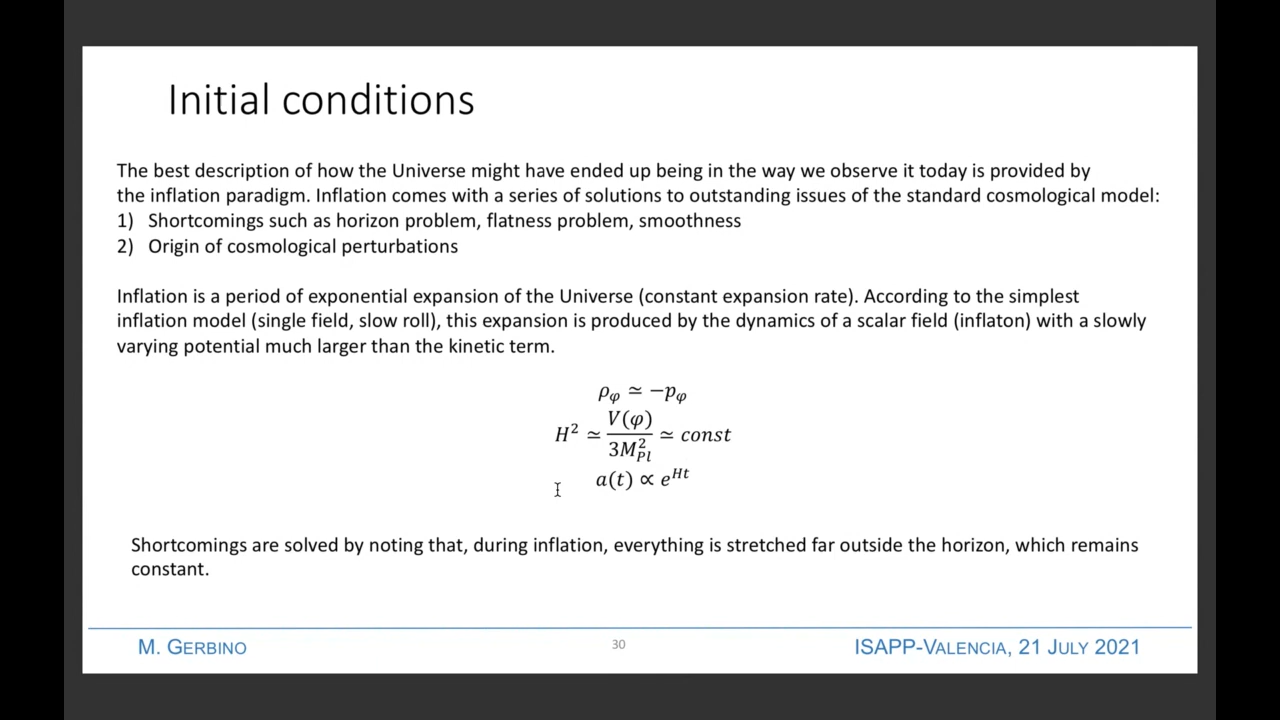 Initial conditions
The best description of how the Universe might have ended up being in the way we observe it today is provided by
the inflation paradigm. Inflation comes with a series of solutions to outstanding issues of the standard cosmological model:
1) Shortcomings such as horizon problem, flatness problem, smoothness
2) Origin of cosmological perturbations
Inflation is a period of exponential expansion of the Universe (constant expansion rate). According to the simplest
inflation model (single field, slow roll), this expansion is produced by the dynamics of a scalar field (inflaton) with a slowly
varying potential much larger than the kinetic term.
ρ_φ ≃ −p_φ
H² ≃ V(φ)/3M²_Pl ≃ const
a(t) ∝ e^{Ht}
Shortcomings are solved by noting that, during inflation, everything is stretched far outside the horizon, which remains
constant.
M. GERBINO 30 ISAPP-VALENCIA, 21 JULY 2021